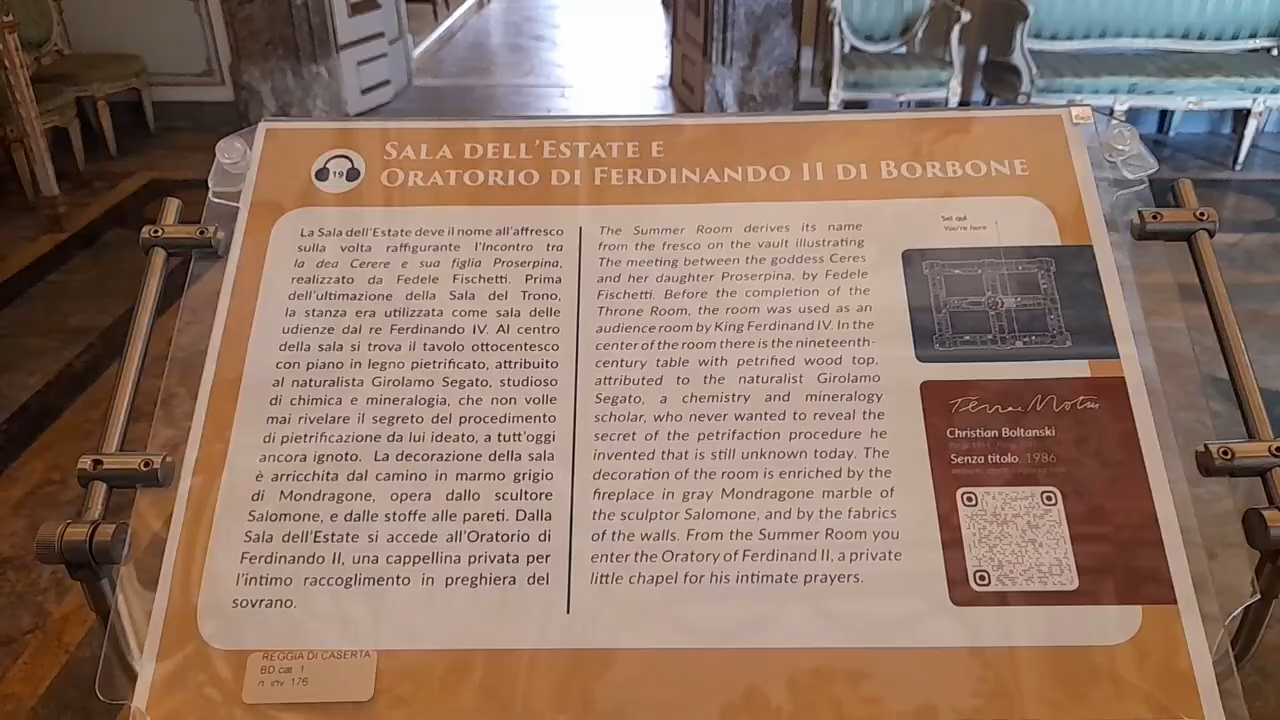 19
SALA DELL'ESTATE E
ORATORIO DI FERDINANDO II DI BORBONE
La Sala dell'Estate deve il nome all'affresco
sulla volta raffigurante l'Incontro tra
la dea Cerere e sua figlia Proserpina,
realizzato da Fedele Fischetti. Prima
dell'ultimazione della Sala del Trono,
la stanza era utilizzata come sala delle
udienze dal re Ferdinando IV. Al centro
della sala si trova il tavolo ottocentesco
con piano in legno pietrificato, attribuito
al naturalista Girolamo Segato, studioso
di chimica e mineralogia, che non volle
mai rivelare il segreto del procedimento
di pietrificazione da lui ideato, a tutt'oggi
ancora ignoto. La decorazione della sala
è arricchita dal camino in marmo grigio
di Mondragone, opera dallo scultore
Salomone, e dalle stoffe alle pareti. Dalla
Sala dell'Estate si accede all'Oratorio di
Ferdinando II, una cappellina privata per
l'intimo raccoglimento in preghiera del
sovrano.
The Summer Room derives its name
from the fresco on the vault illustrating
The meeting between the goddess Ceres
and her daughter Proserpina, by Fedele
Fischetti. Before the completion of the
Throne Room, the room was used as an
audience room by King Ferdinand IV. In the
center of the room there is the nineteenth-
century table with petrified wood top,
attributed to the naturalist Girolamo
Segato, a chemistry and mineralogy
scholar, who never wanted to reveal the
secret of the petrifaction procedure he
invented that is still unknown today. The
decoration of the room is enriched by the
fireplace in gray Mondragone marble of
the sculptor Salomone, and by the fabrics
of the walls. From the Summer Room you
enter the Oratory of Ferdinand II, a private
little chapel for his intimate prayers.
Sei qui
You're here
Terrae Motus
Christian Boltanski
Senza titolo, 1986
REGGIA DI CASERTA
BD cat 1
n inv 176